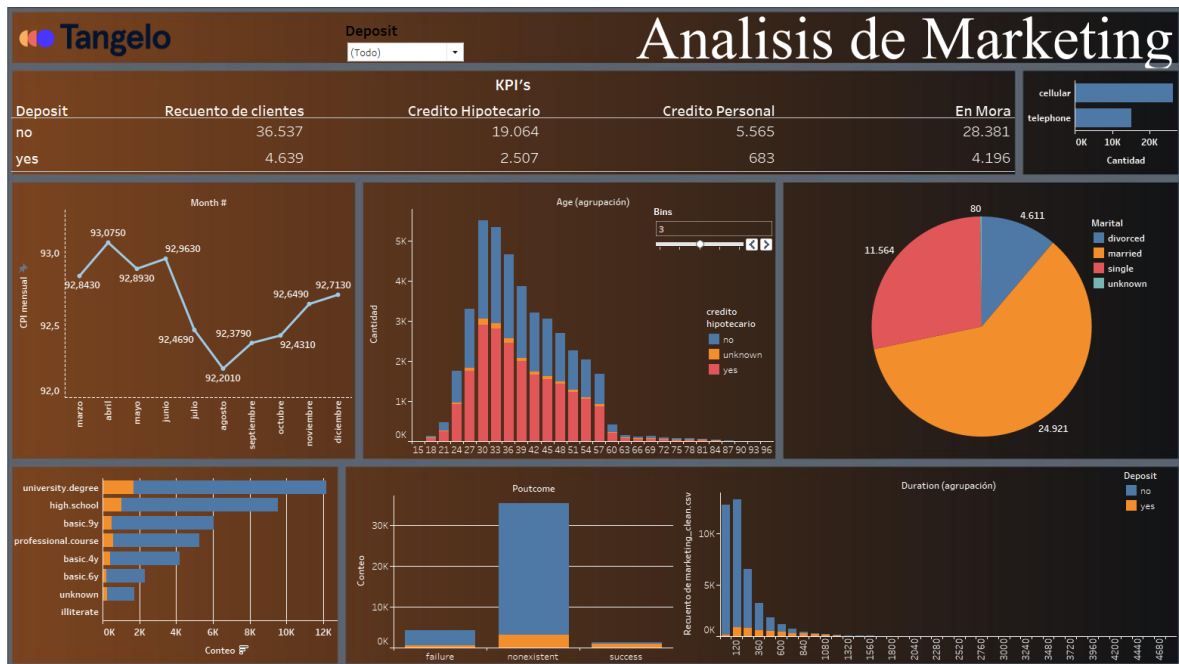 Tangelo
Deposit
(Todo)
Analisis de Marketing
KPI's
Deposit Recuento de clientes Credito Hipotecario Credito Personal En Mora
no 36.537 19.064 5.565 28.381
yes 4.639 2.507 683 4.196
cellular
telephone
0K 10K 20K
Cantidad
Month #
CPI mensual
93,0
92,5
92,0
92,8430
93,0750
92,8930
92,9630
92,4690
92,2010
92,3790
92,4310
92,6490
92,7130
marzo
abril
mayo
junio
julio
agosto
septiembre
octubre
noviembre
diciembre
Age (agrupación)
Bins
3
Cantidad
5K
4K
3K
2K
1K
0K
15 18 21 24 27 30 33 36 39 42 45 48 51 54 57 60 63 66 69 72 75 78 81 84 87 90 93 96
credito
hipotecario
no
unknown
yes
80
4.611
11.564
24.921
Marital
divorced
married
single
unknown
university.degree
high.school
basic.9y
professional.course
basic.4y
basic.6y
unknown
illiterate
0K 2K 4K 6K 8K 10K 12K
Conteo
Poutcome
Conteo
30K
20K
10K
0K
failure nonexistent success
Duration (agrupación)
Recuento de marketing_clean.csv
10K
5K
0K
120 360 600 840 1080 1320 1560 1800 2040 2280 2520 2760 3000 3240 3480 3720 3960 4200 4440 4680
Deposit
no
yes